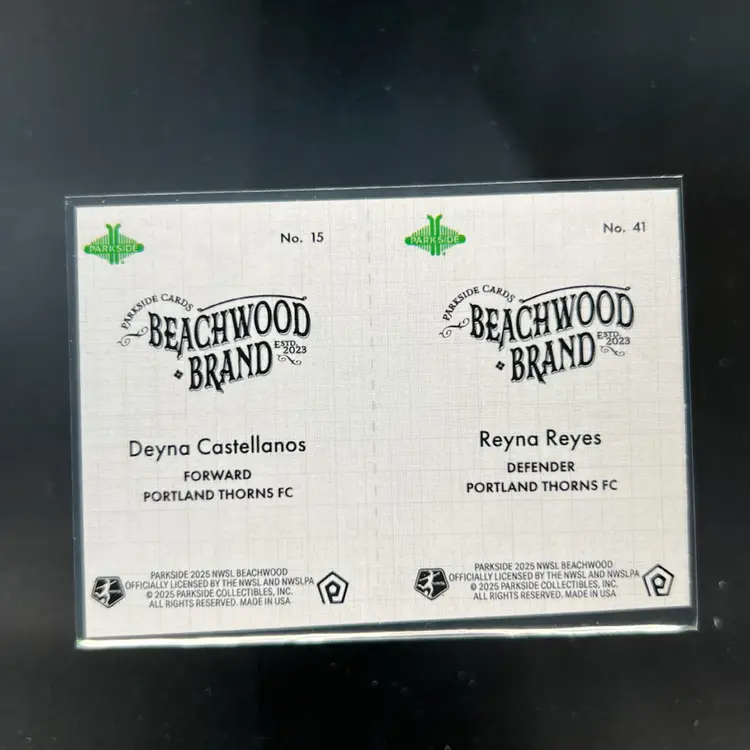 PARKSIDE
No. 15
PARKSIDE CARDS
BEACHWOOD
BRAND
ESTD.
2023
Deyna Castellanos
FORWARD
PORTLAND THORNS FC
PARKSIDE 2025 NWSL BEACHWOOD
OFFICIALLY LICENSED BY THE NWSL AND NWSLPA
© 2025 PARKSIDE COLLECTIBLES, INC.
ALL RIGHTS RESERVED. MADE IN USA
PARKSIDE
No. 41
PARKSIDE CARDS
BEACHWOOD
BRAND
ESTD.
2023
Reyna Reyes
DEFENDER
PORTLAND THORNS FC
PARKSIDE 2025 NWSL BEACHWOOD
OFFICIALLY LICENSED BY THE NWSL AND NWSLPA
© 2025 PARKSIDE COLLECTIBLES, INC.
ALL RIGHTS RESERVED. MADE IN USA